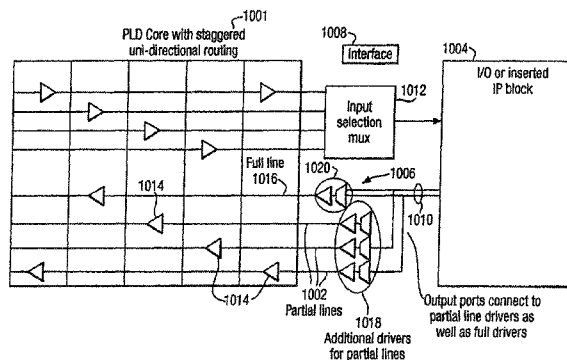 1001
PLD Core with staggered
uni-directional routing
1008
Interface
1004
I/O or inserted
IP block
1012
Input
selection
mux
1020
1006
Full line
1016
1014
1010
1014
1002
Partial lines
1018
Additional drivers
for partial lines
Output ports connect to
partial line drivers as
well as full drivers